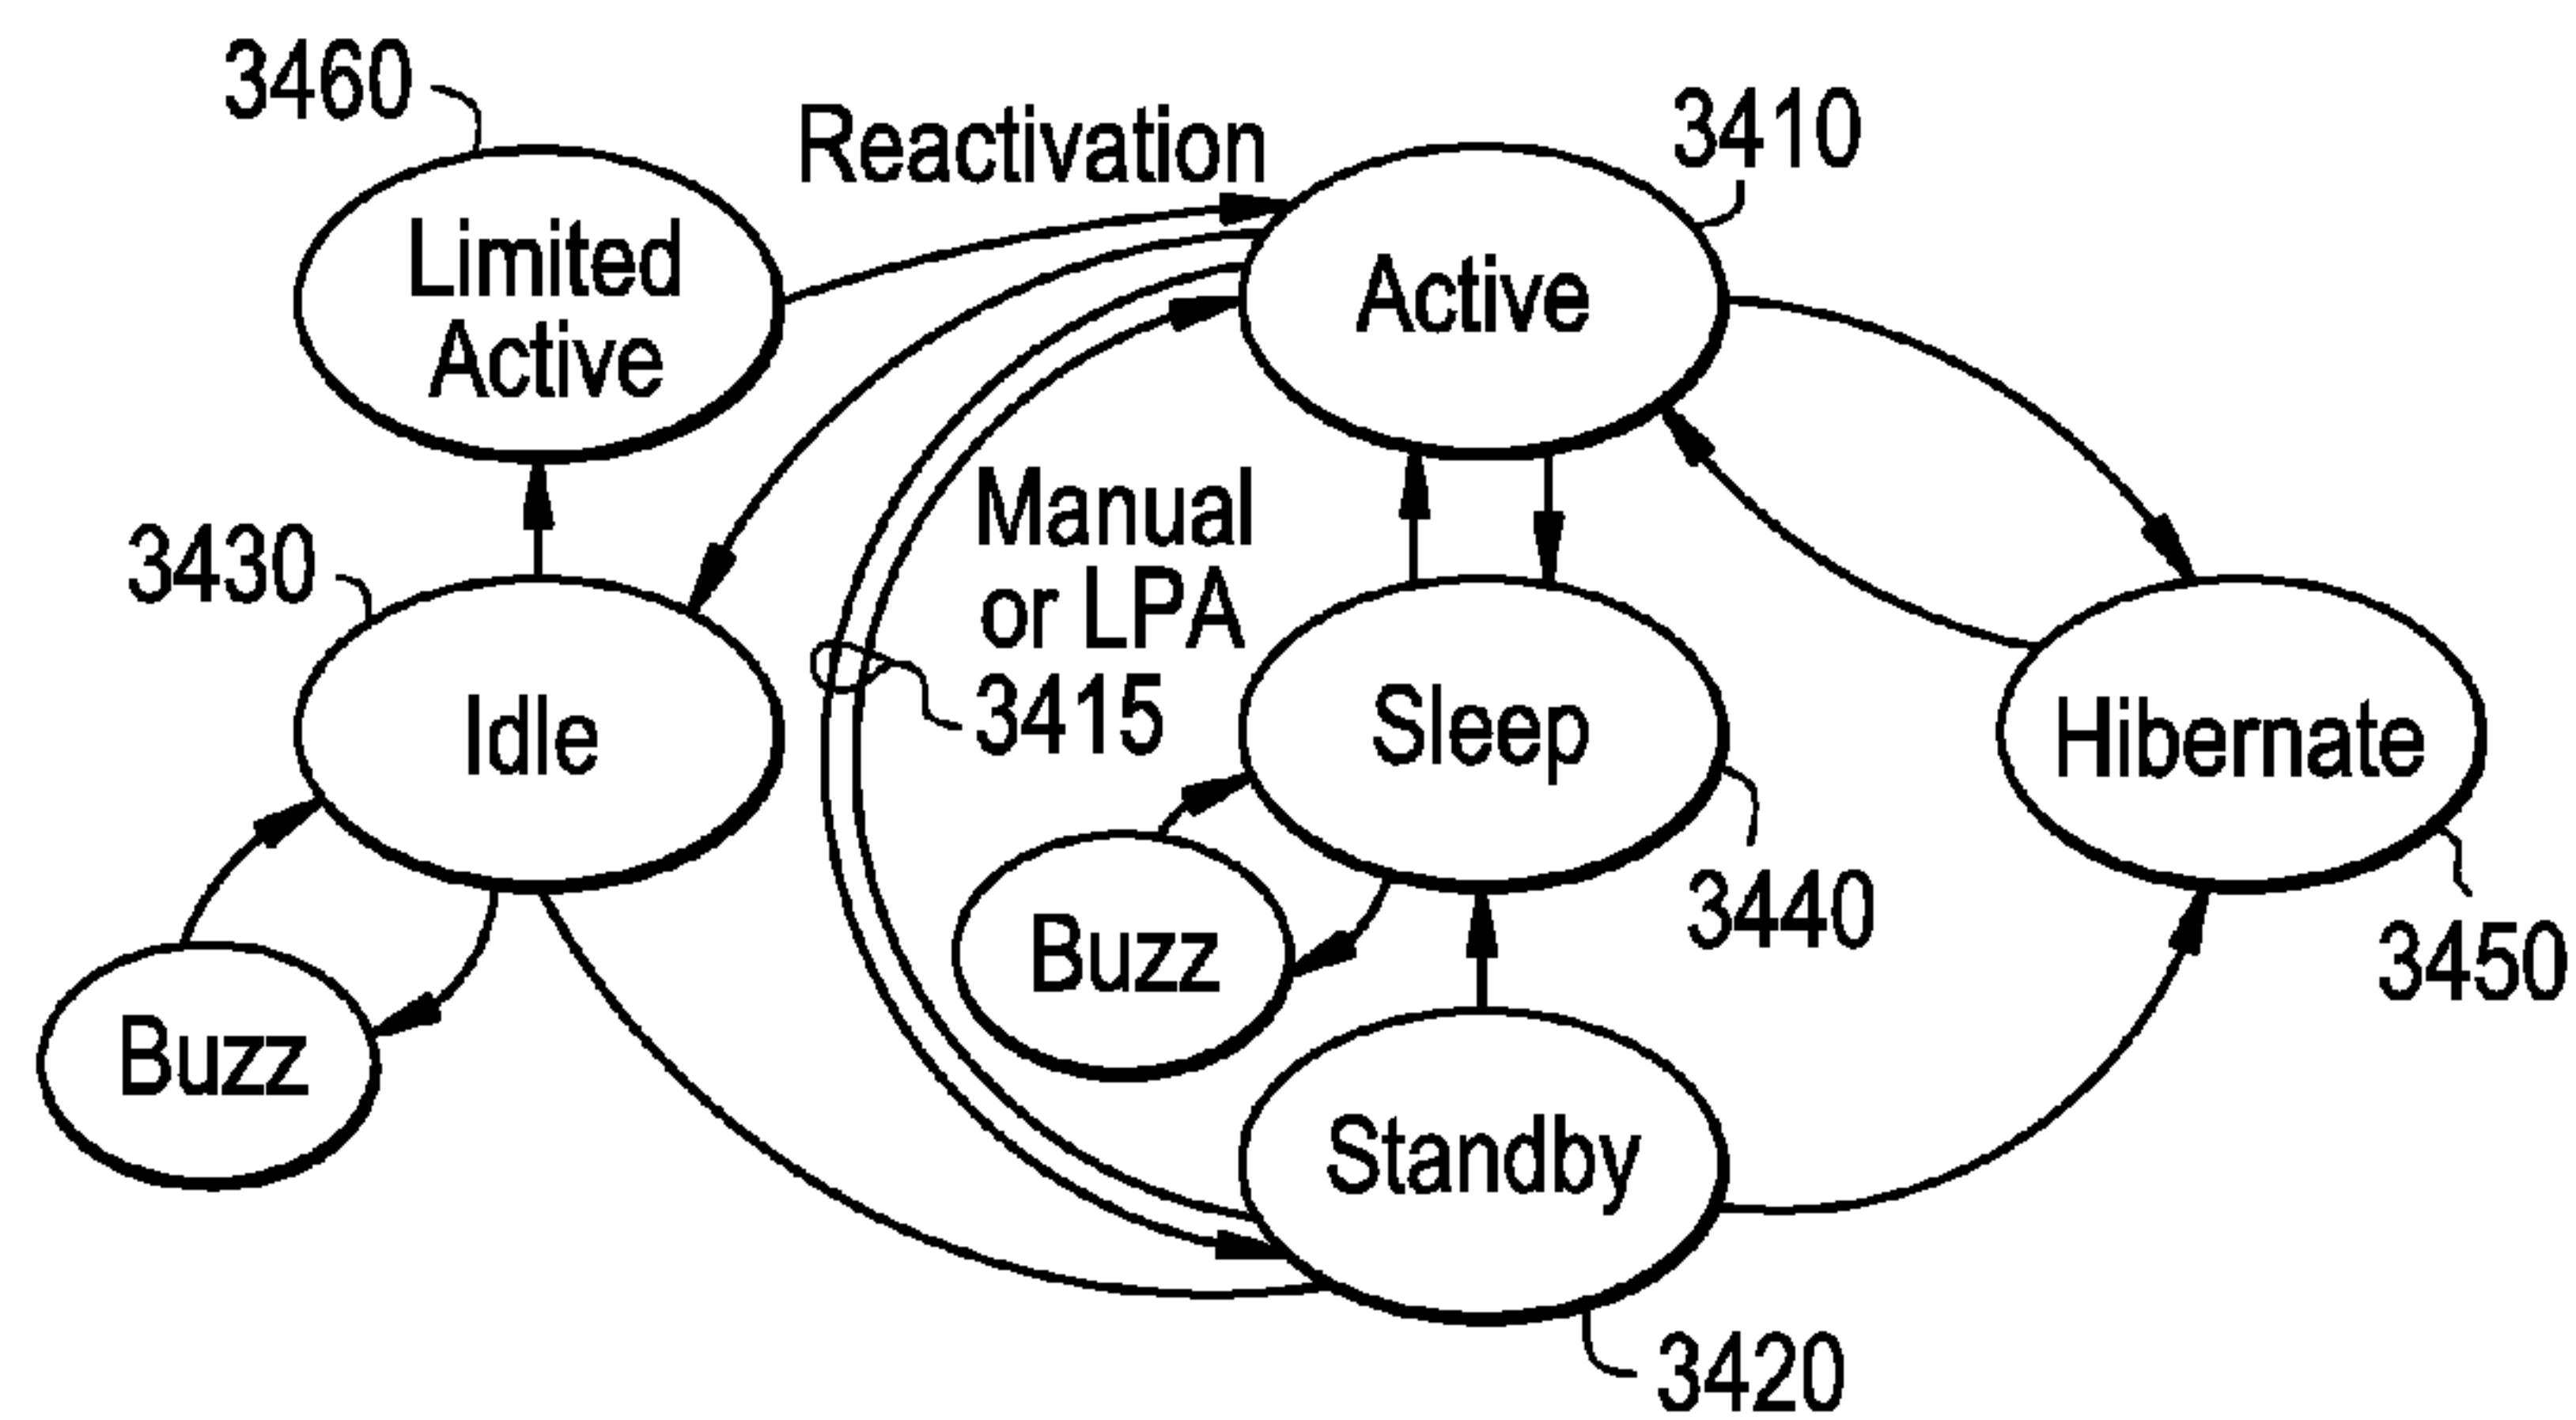 3460
Reactivation
3410
Limited
Active
Active
3430
Manual
or LPA
3415
Idle
Sleep
Hibernate
3440
Buzz
3450
Buzz
Standby
3420